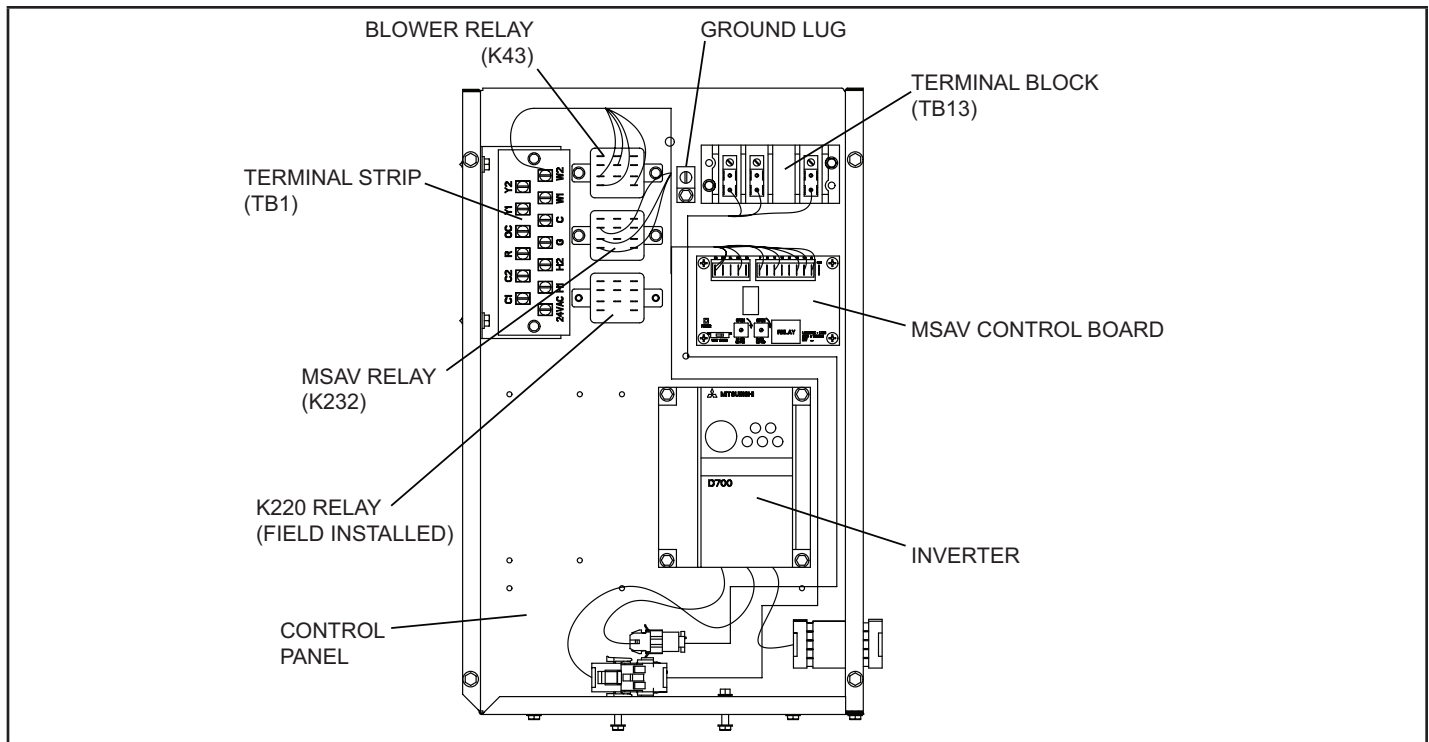 BLOWER RELAY
(K43)
GROUND LUG
TERMINAL BLOCK
(TB13)
TERMINAL STRIP
(TB1)
Y2
Y1
OC
R
C2
C1
W2
W1
C
G
H2
H1
24VAC
MSAV CONTROL BOARD
RELAY
MSAV RELAY
(K232)
MITSUBISHI
D700
K220 RELAY
(FIELD INSTALLED)
INVERTER
CONTROL
PANEL